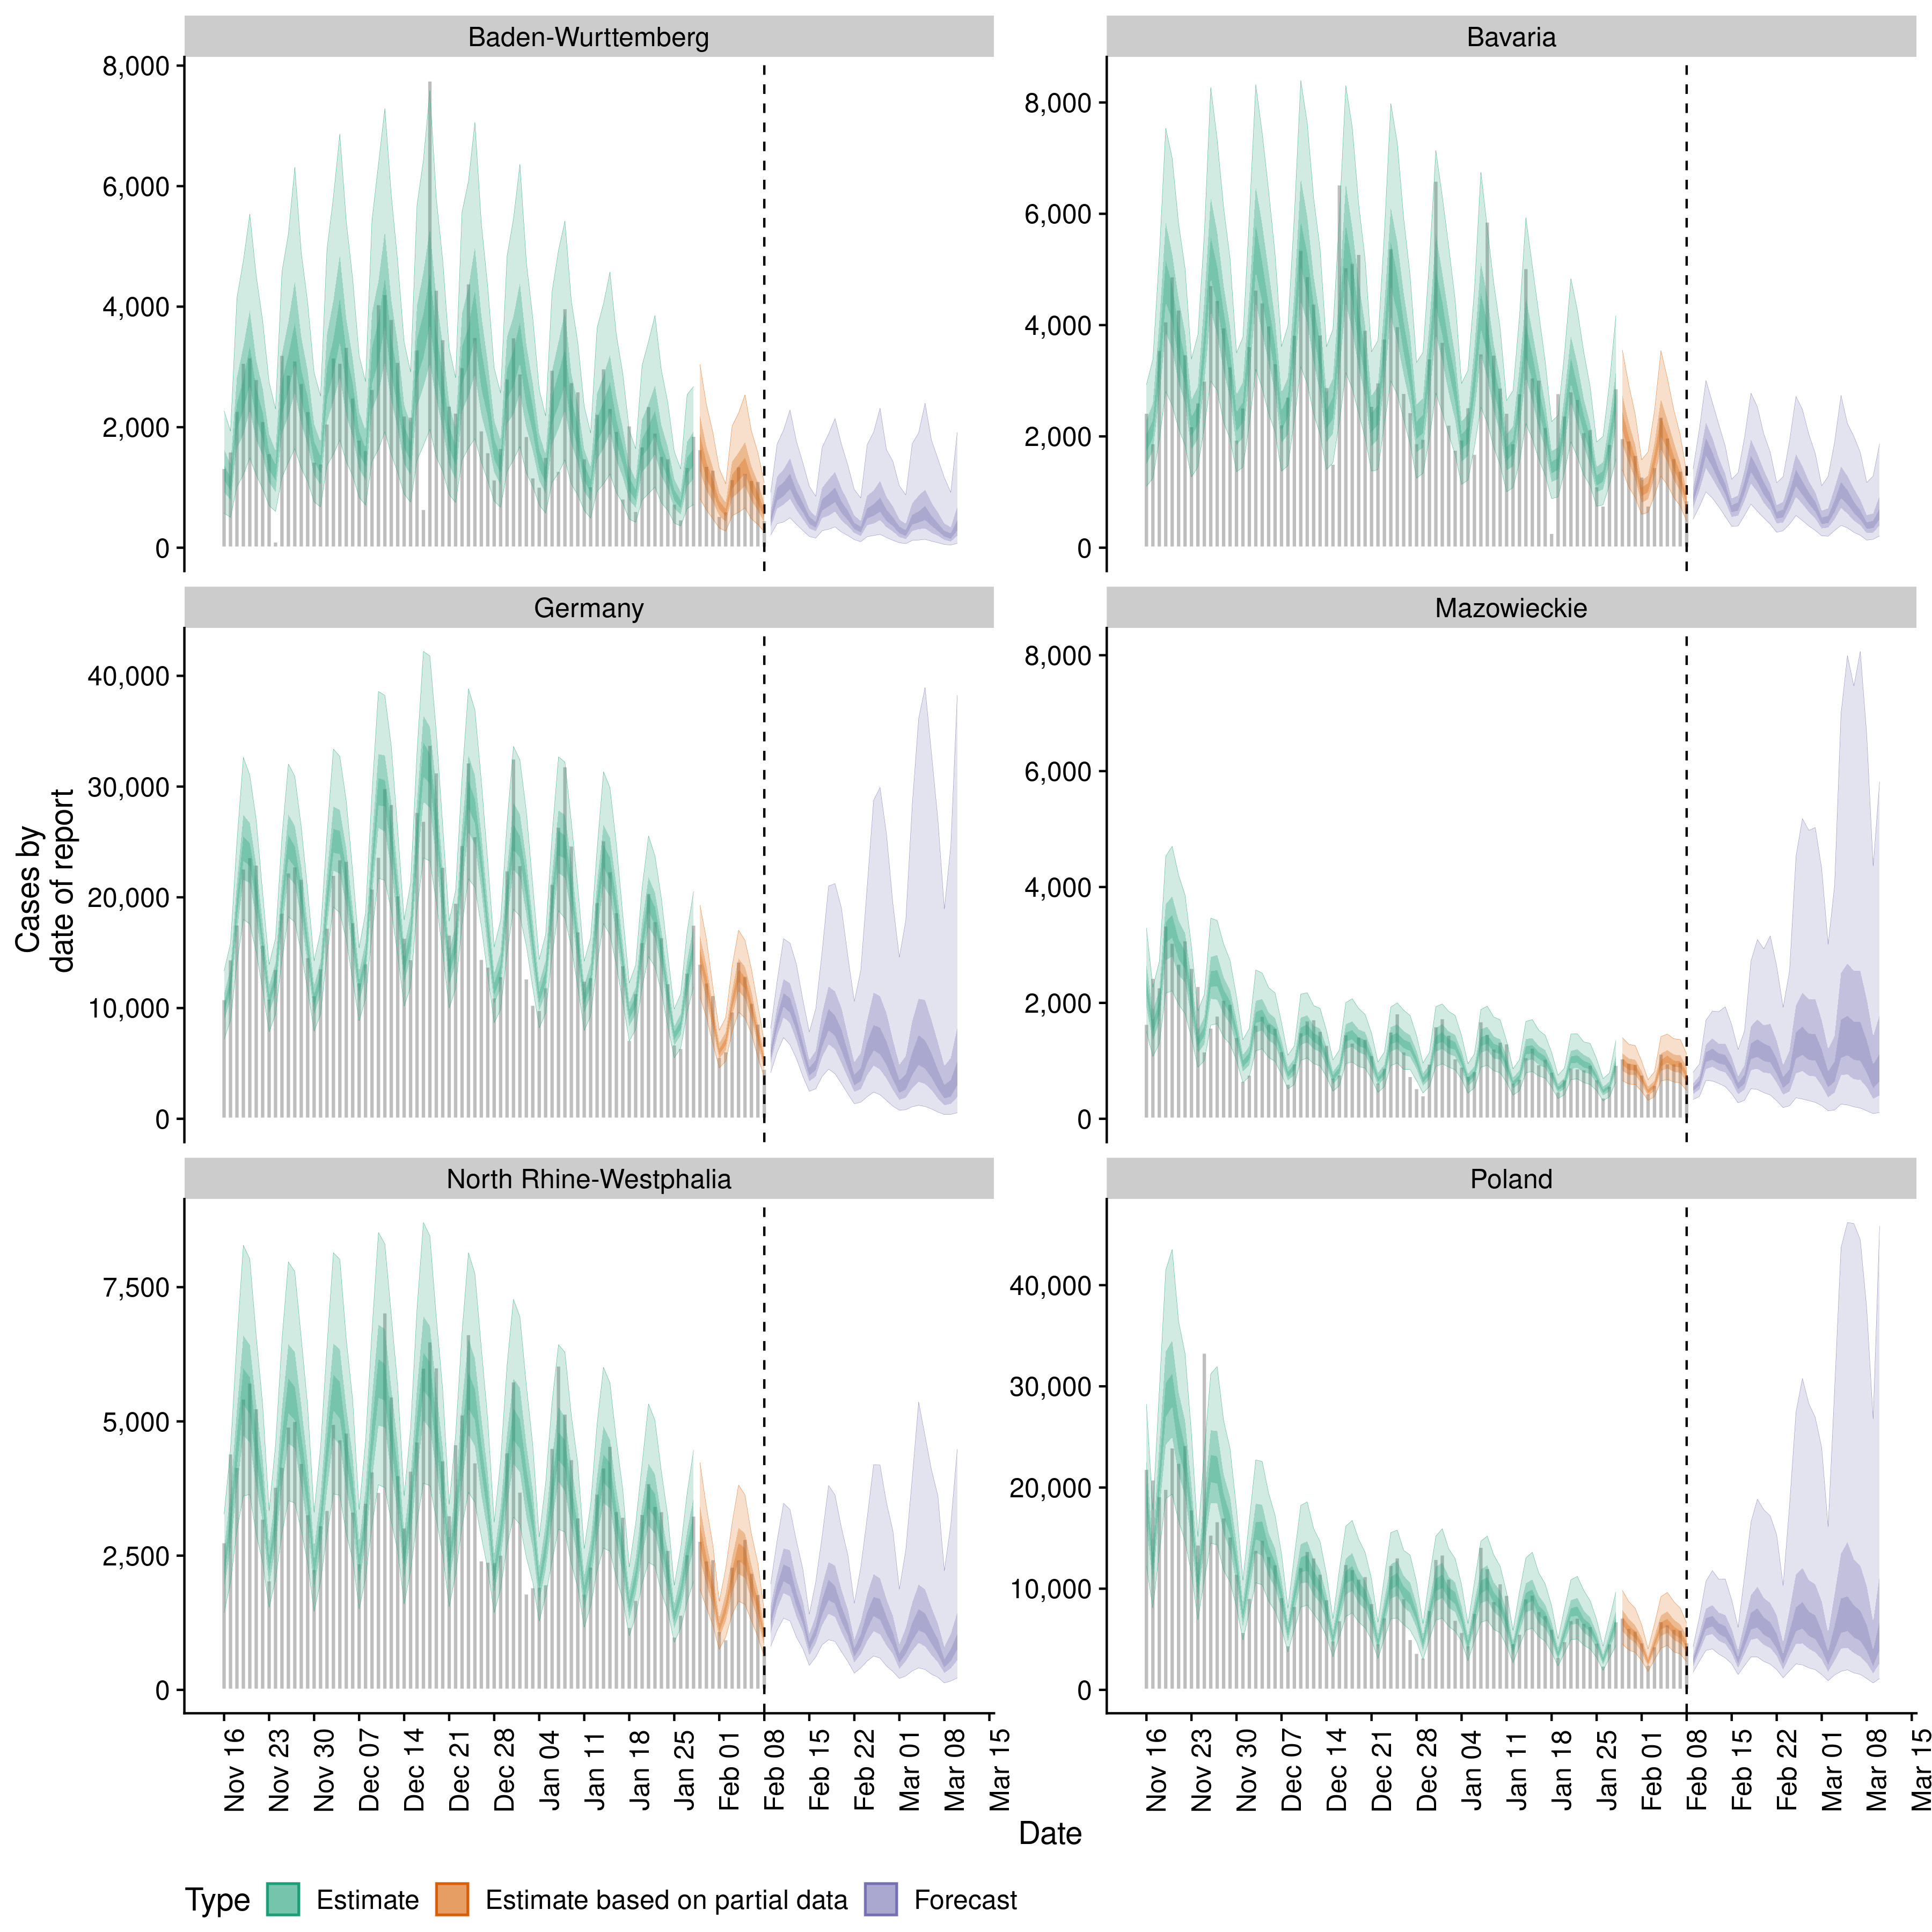 Baden-Wurttemberg
Bavaria
8,000
6,000
4,000
2,000
0
8,000
6,000
4,000
2,000
0
Germany
Mazowieckie
40,000
30,000
20,000
10,000
0
8,000
6,000
4,000
2,000
0
Cases by
date of report
North Rhine-Westphalia
Poland
7,500
5,000
2,500
0
40,000
30,000
20,000
10,000
0
Nov 16
Nov 23
Nov 30
Dec 07
Dec 14
Dec 21
Dec 28
Jan 04
Jan 11
Jan 18
Jan 25
Feb 01
Feb 08
Feb 15
Feb 22
Mar 01
Mar 08
Mar 15
Nov 16
Nov 23
Nov 30
Dec 07
Dec 14
Dec 21
Dec 28
Jan 04
Jan 11
Jan 18
Jan 25
Feb 01
Feb 08
Feb 15
Feb 22
Mar 01
Mar 08
Mar 15
Date
Type Estimate Estimate based on partial data Forecast